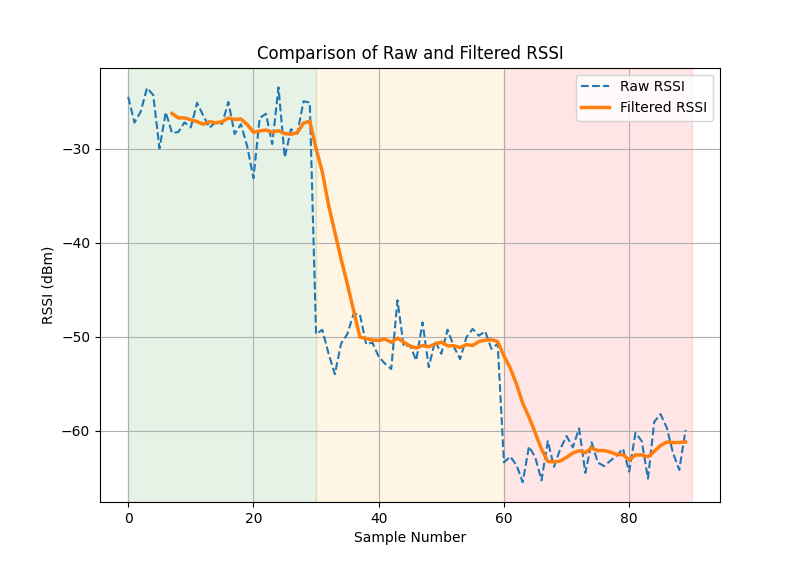 Comparison of Raw and Filtered RSSI
Raw RSSI
Filtered RSSI
RSSI (dBm)
−30
−40
−50
−60
0
20
40
60
80
Sample Number